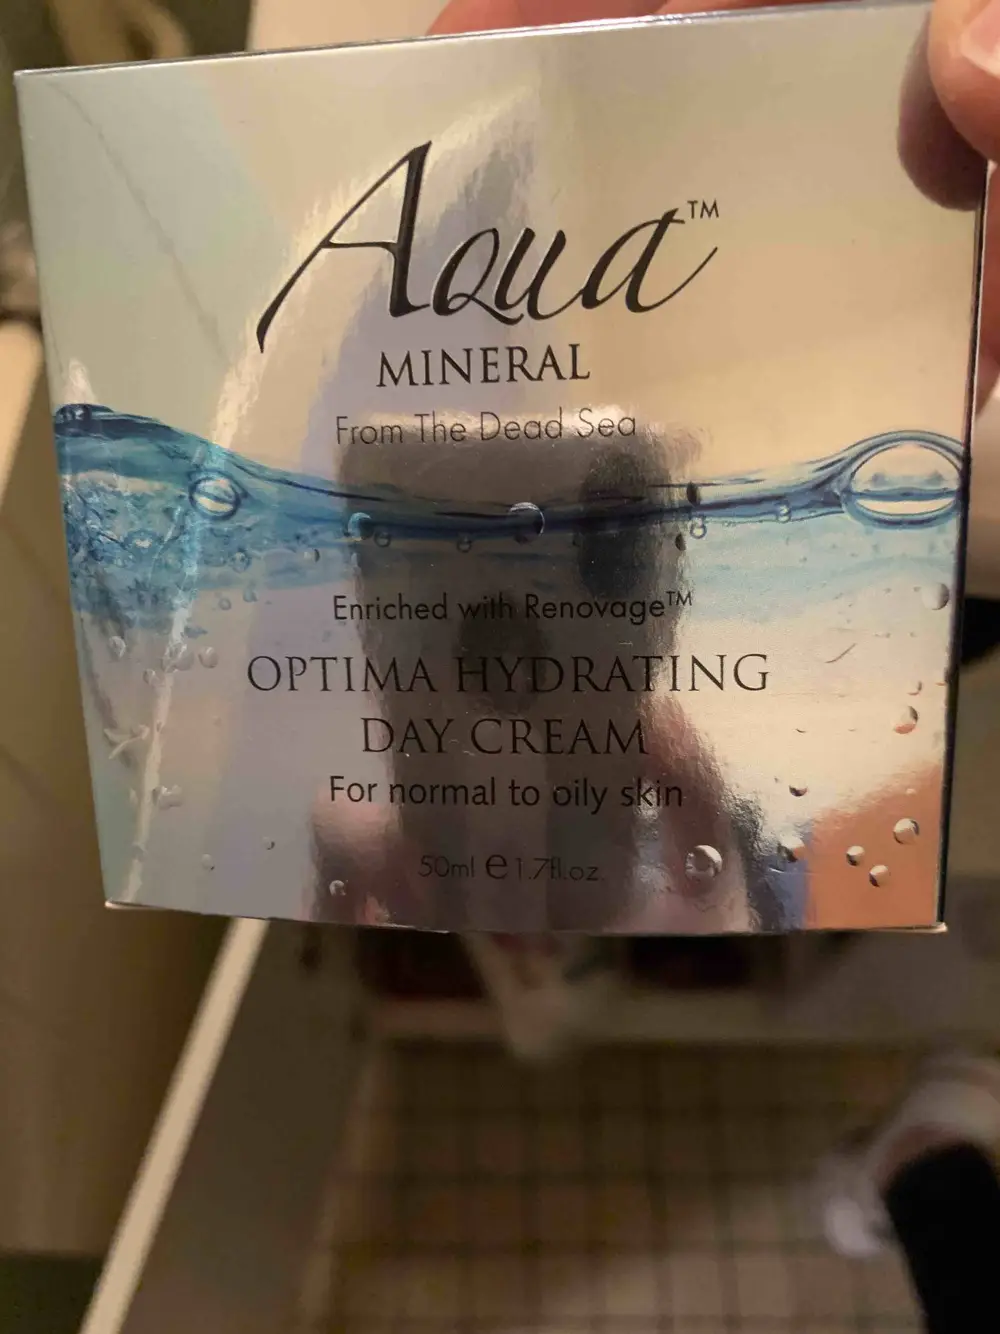 Aqua™
MINERAL
From The Dead Sea
Enriched with Renovage™
OPTIMA HYDRATING
DAY CREAM
For normal to oily skin
50ml e 1.7fl.oz.